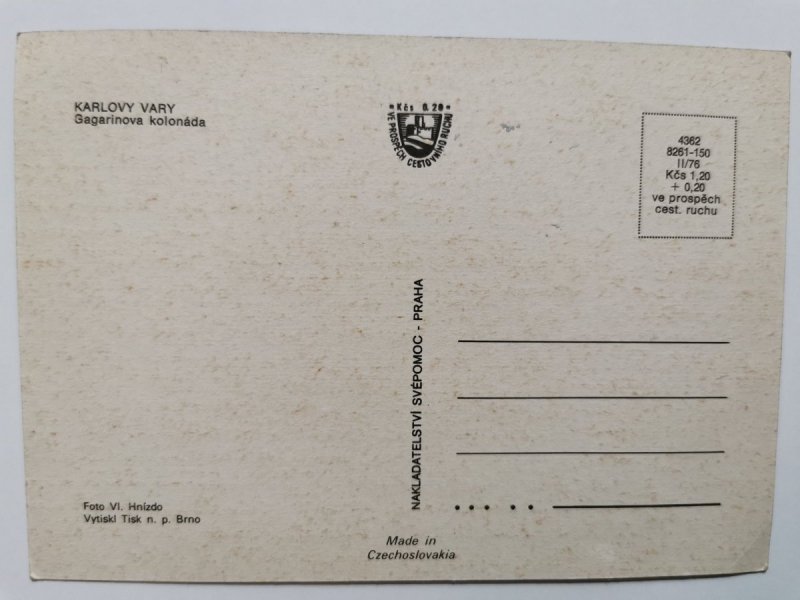 KARLOVY VARY
Gagarinova kolonáda
Kčs 0.20
VE PROSPĚCH CESTOVNÍHO RUCHU
4362
8261-150
II/76
Kčs 1,20
+ 0,20
ve prospěch
cest. ruchu
NAKLADATELSTVÍ SVÉPOMOC - PRAHA
Foto Vl. Hnízdo
Vytiskl Tisk n. p. Brno
Made in
Czechoslovakia